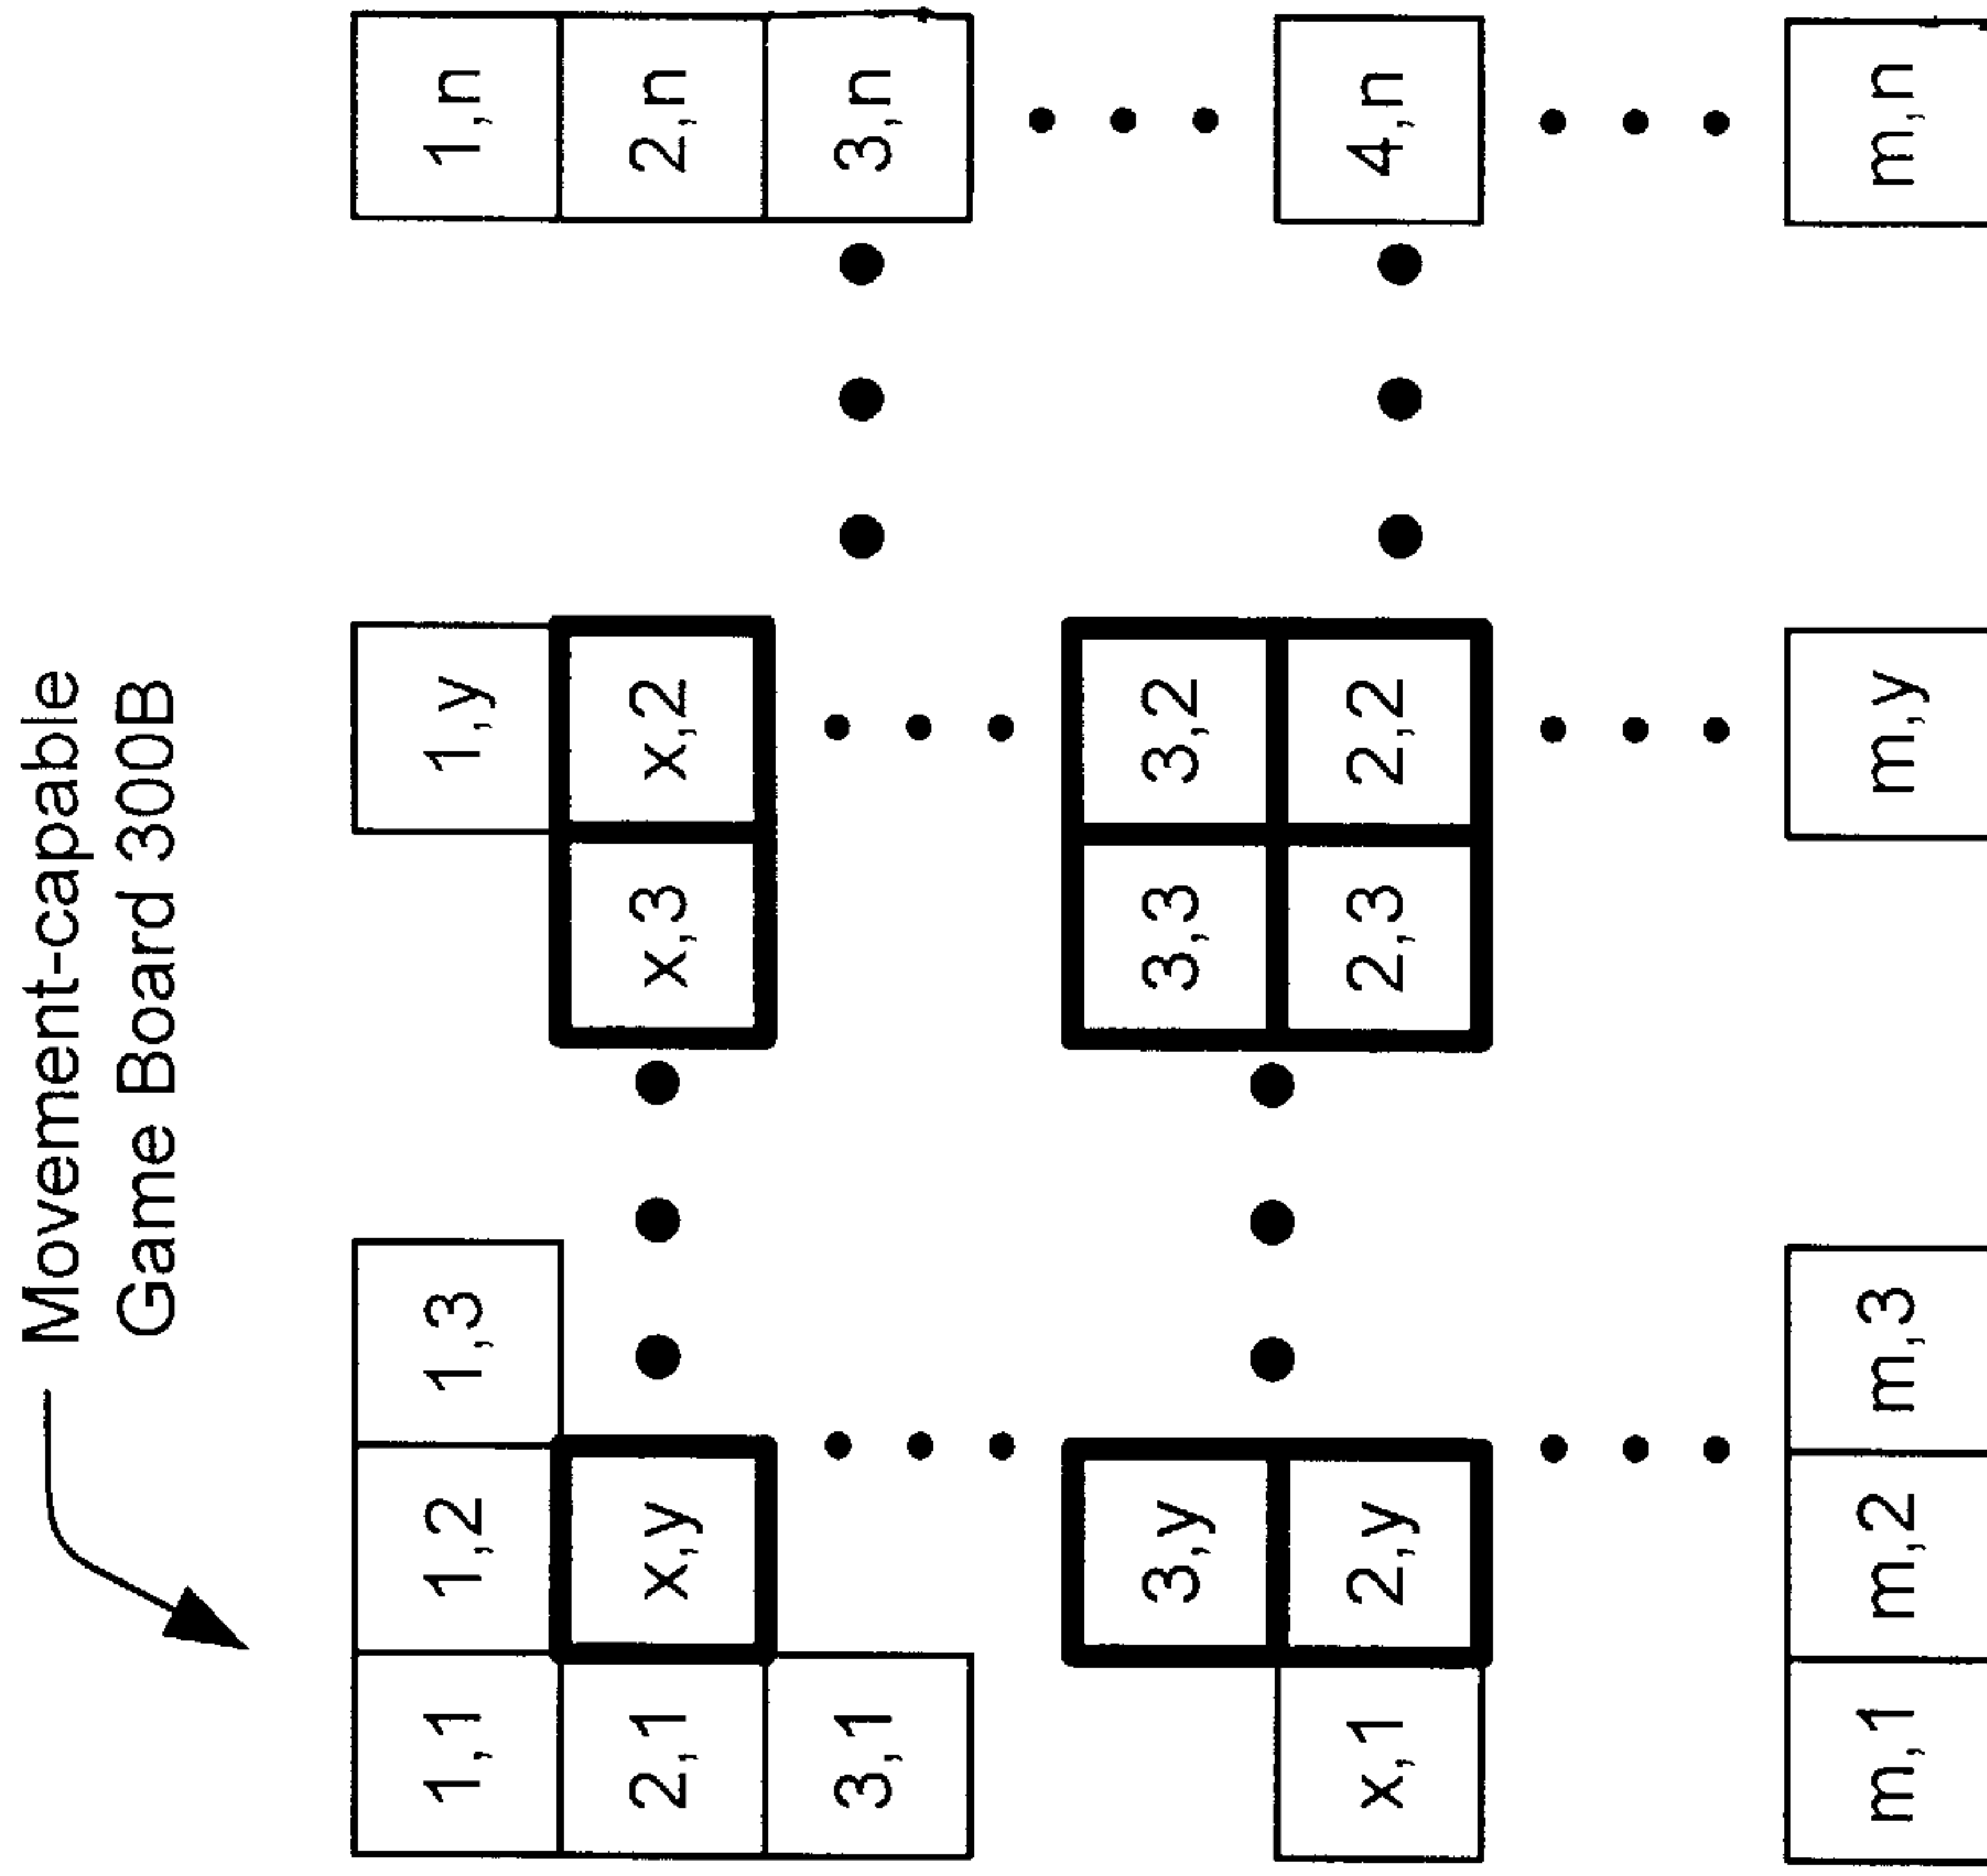 Movement-capable
Game Board 300B
1,1 1,2 1,3 1,y 1,n
2,1 x,y x,3 x,2 2,n
3,1 3,n
3,y 3,3 3,2
x,1 2,y 2,3 2,2 4,n
m,1 m,2 m,3 m,y m,n